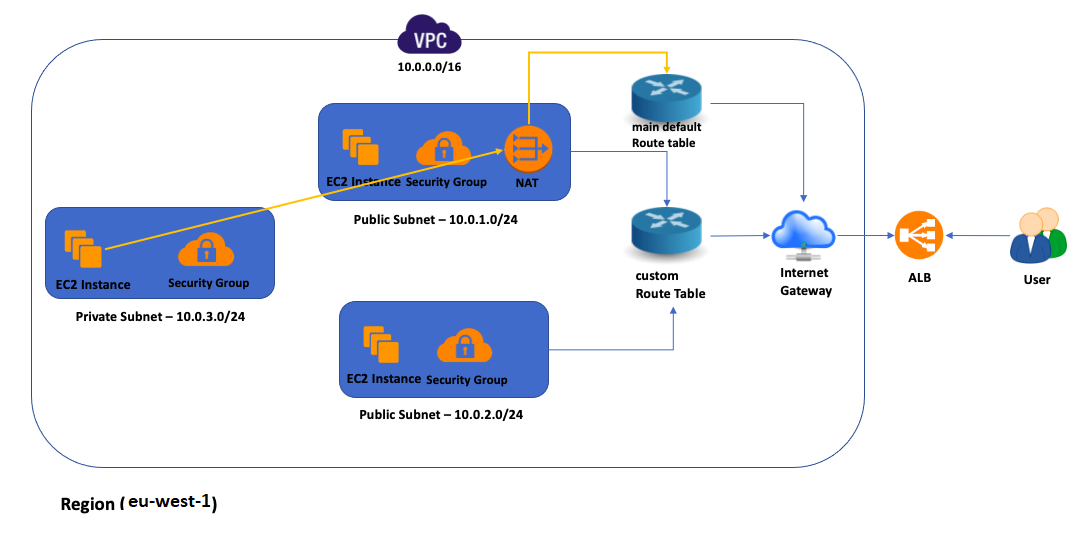 VPC
10.0.0.0/16
main default
Route table
EC2 Instance
Security Group
NAT
Public Subnet – 10.0.1.0/24
EC2 Instance
Security Group
Private Subnet – 10.0.3.0/24
custom
Route Table
Internet
Gateway
ALB
User
EC2 Instance
Security Group
Public Subnet – 10.0.2.0/24
Region ( eu-west-1)